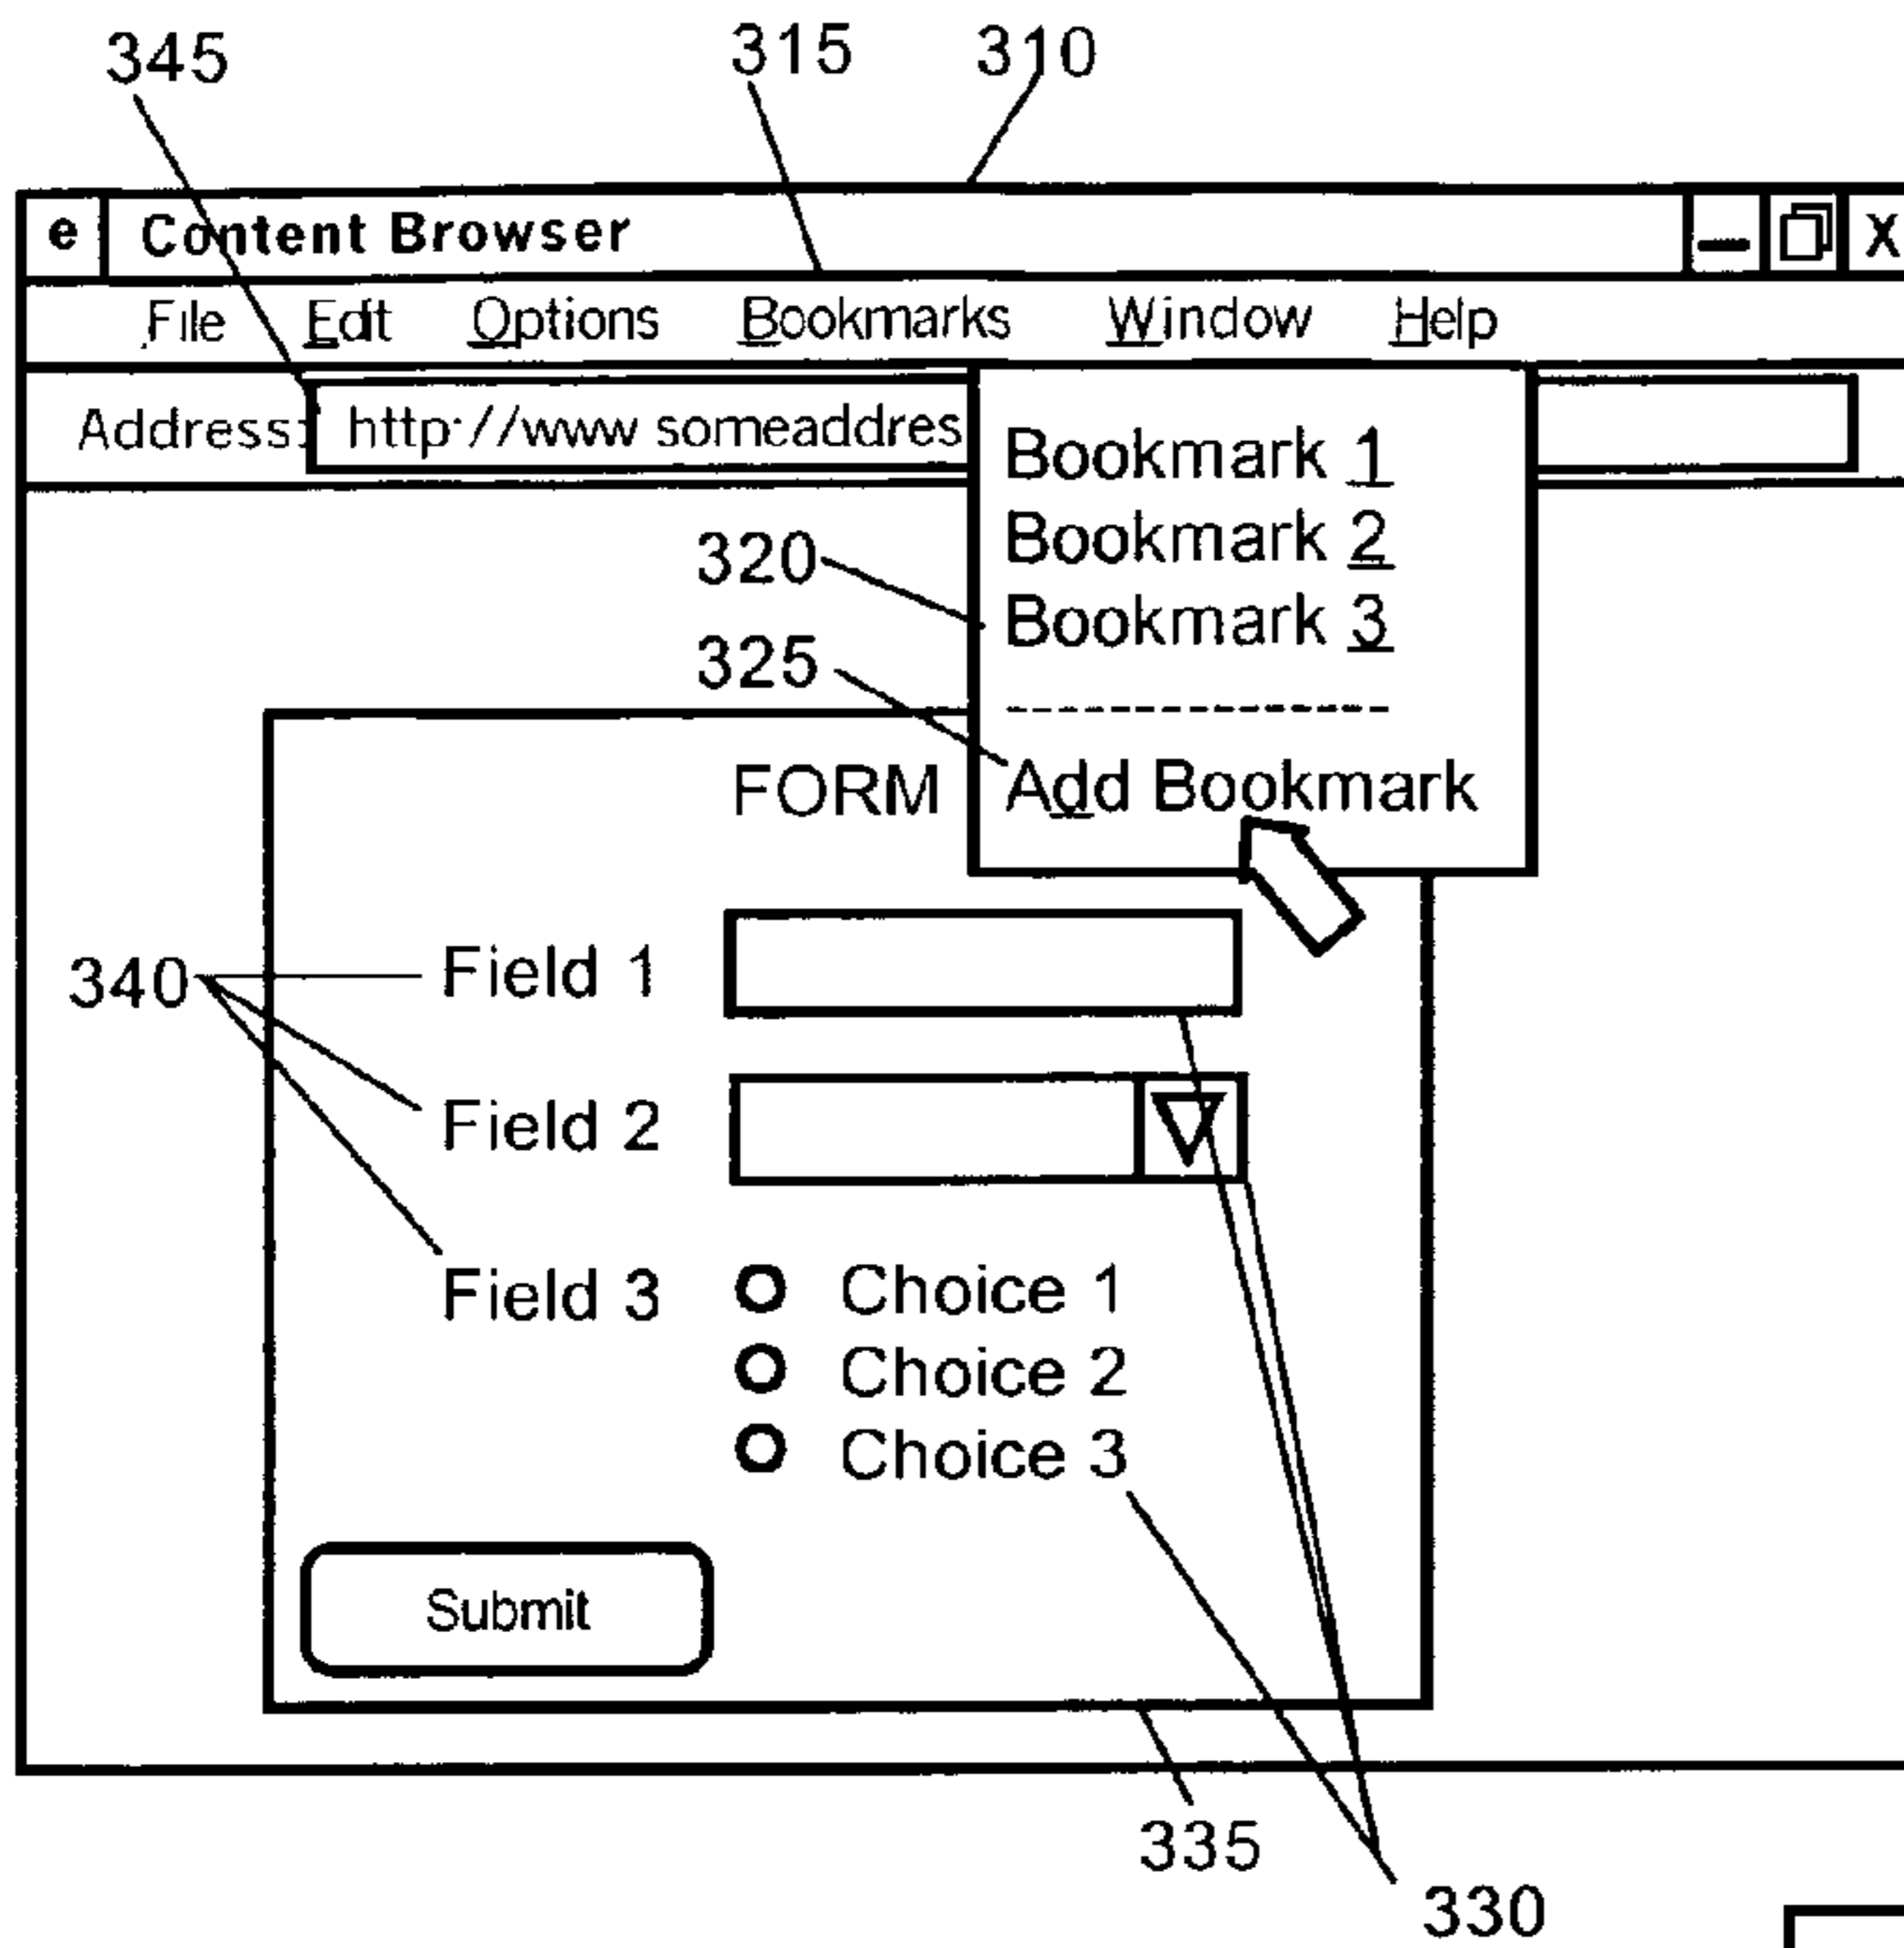 345 315 310
e Content Browser X
File Edit Options Bookmarks Window Help
Address: http://www someaddres
Bookmark 1
320 Bookmark 2
Bookmark 3
325
--------------------
FORM Add Bookmark
340 Field 1
Field 2
Field 3 Choice 1
Choice 2
Choice 3
Submit
335
330